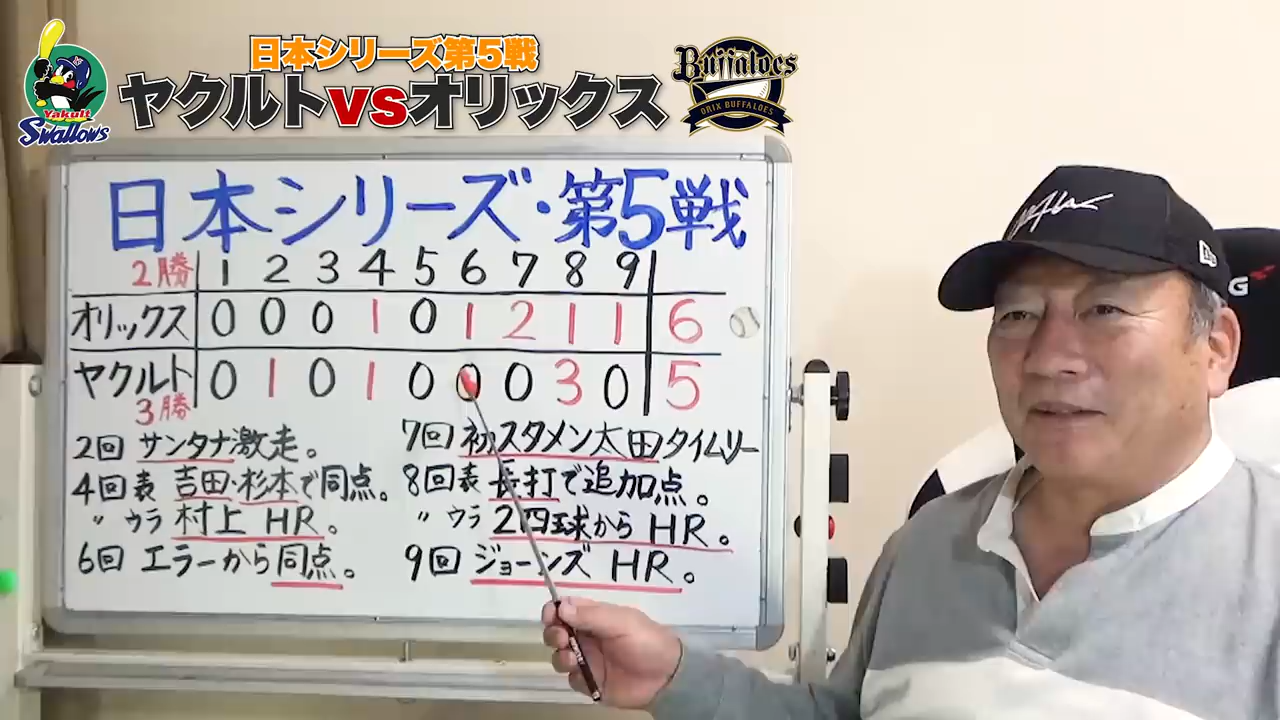 日本シリーズ第5戦
ヤクルトvsオリックス
Yakult
Swallows
Buffaloes
ORIX BUFFALOES
日本シリーズ・第5戦
2勝 1 2 3 4 5 6 7 8 9
オリックス 0 0 0 1 0 1 2 1 1 6
ヤクルト 0 1 0 1 0 0 0 3 0 5
3勝
2回 サンタナ激走。
4回表 吉田・杉本で同点。
〃 ウラ 村上 HR。
6回 エラーから同点。
7回 初スタメン太田タイムリー
8回表 長打で追加点。
〃 ウラ 2四球から HR。
9回 ジョーンズ HR。
G